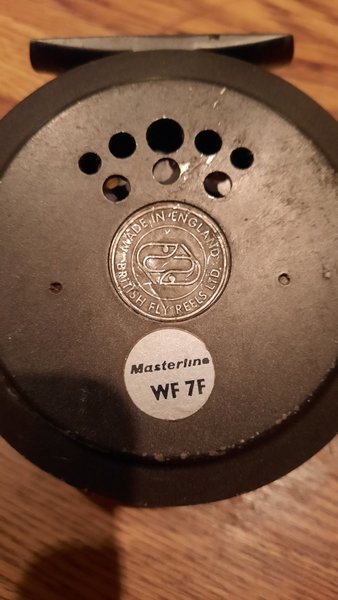 MADE IN ENGLAND
BRITISH FLY REELS LTD.
Masterline
WF 7F